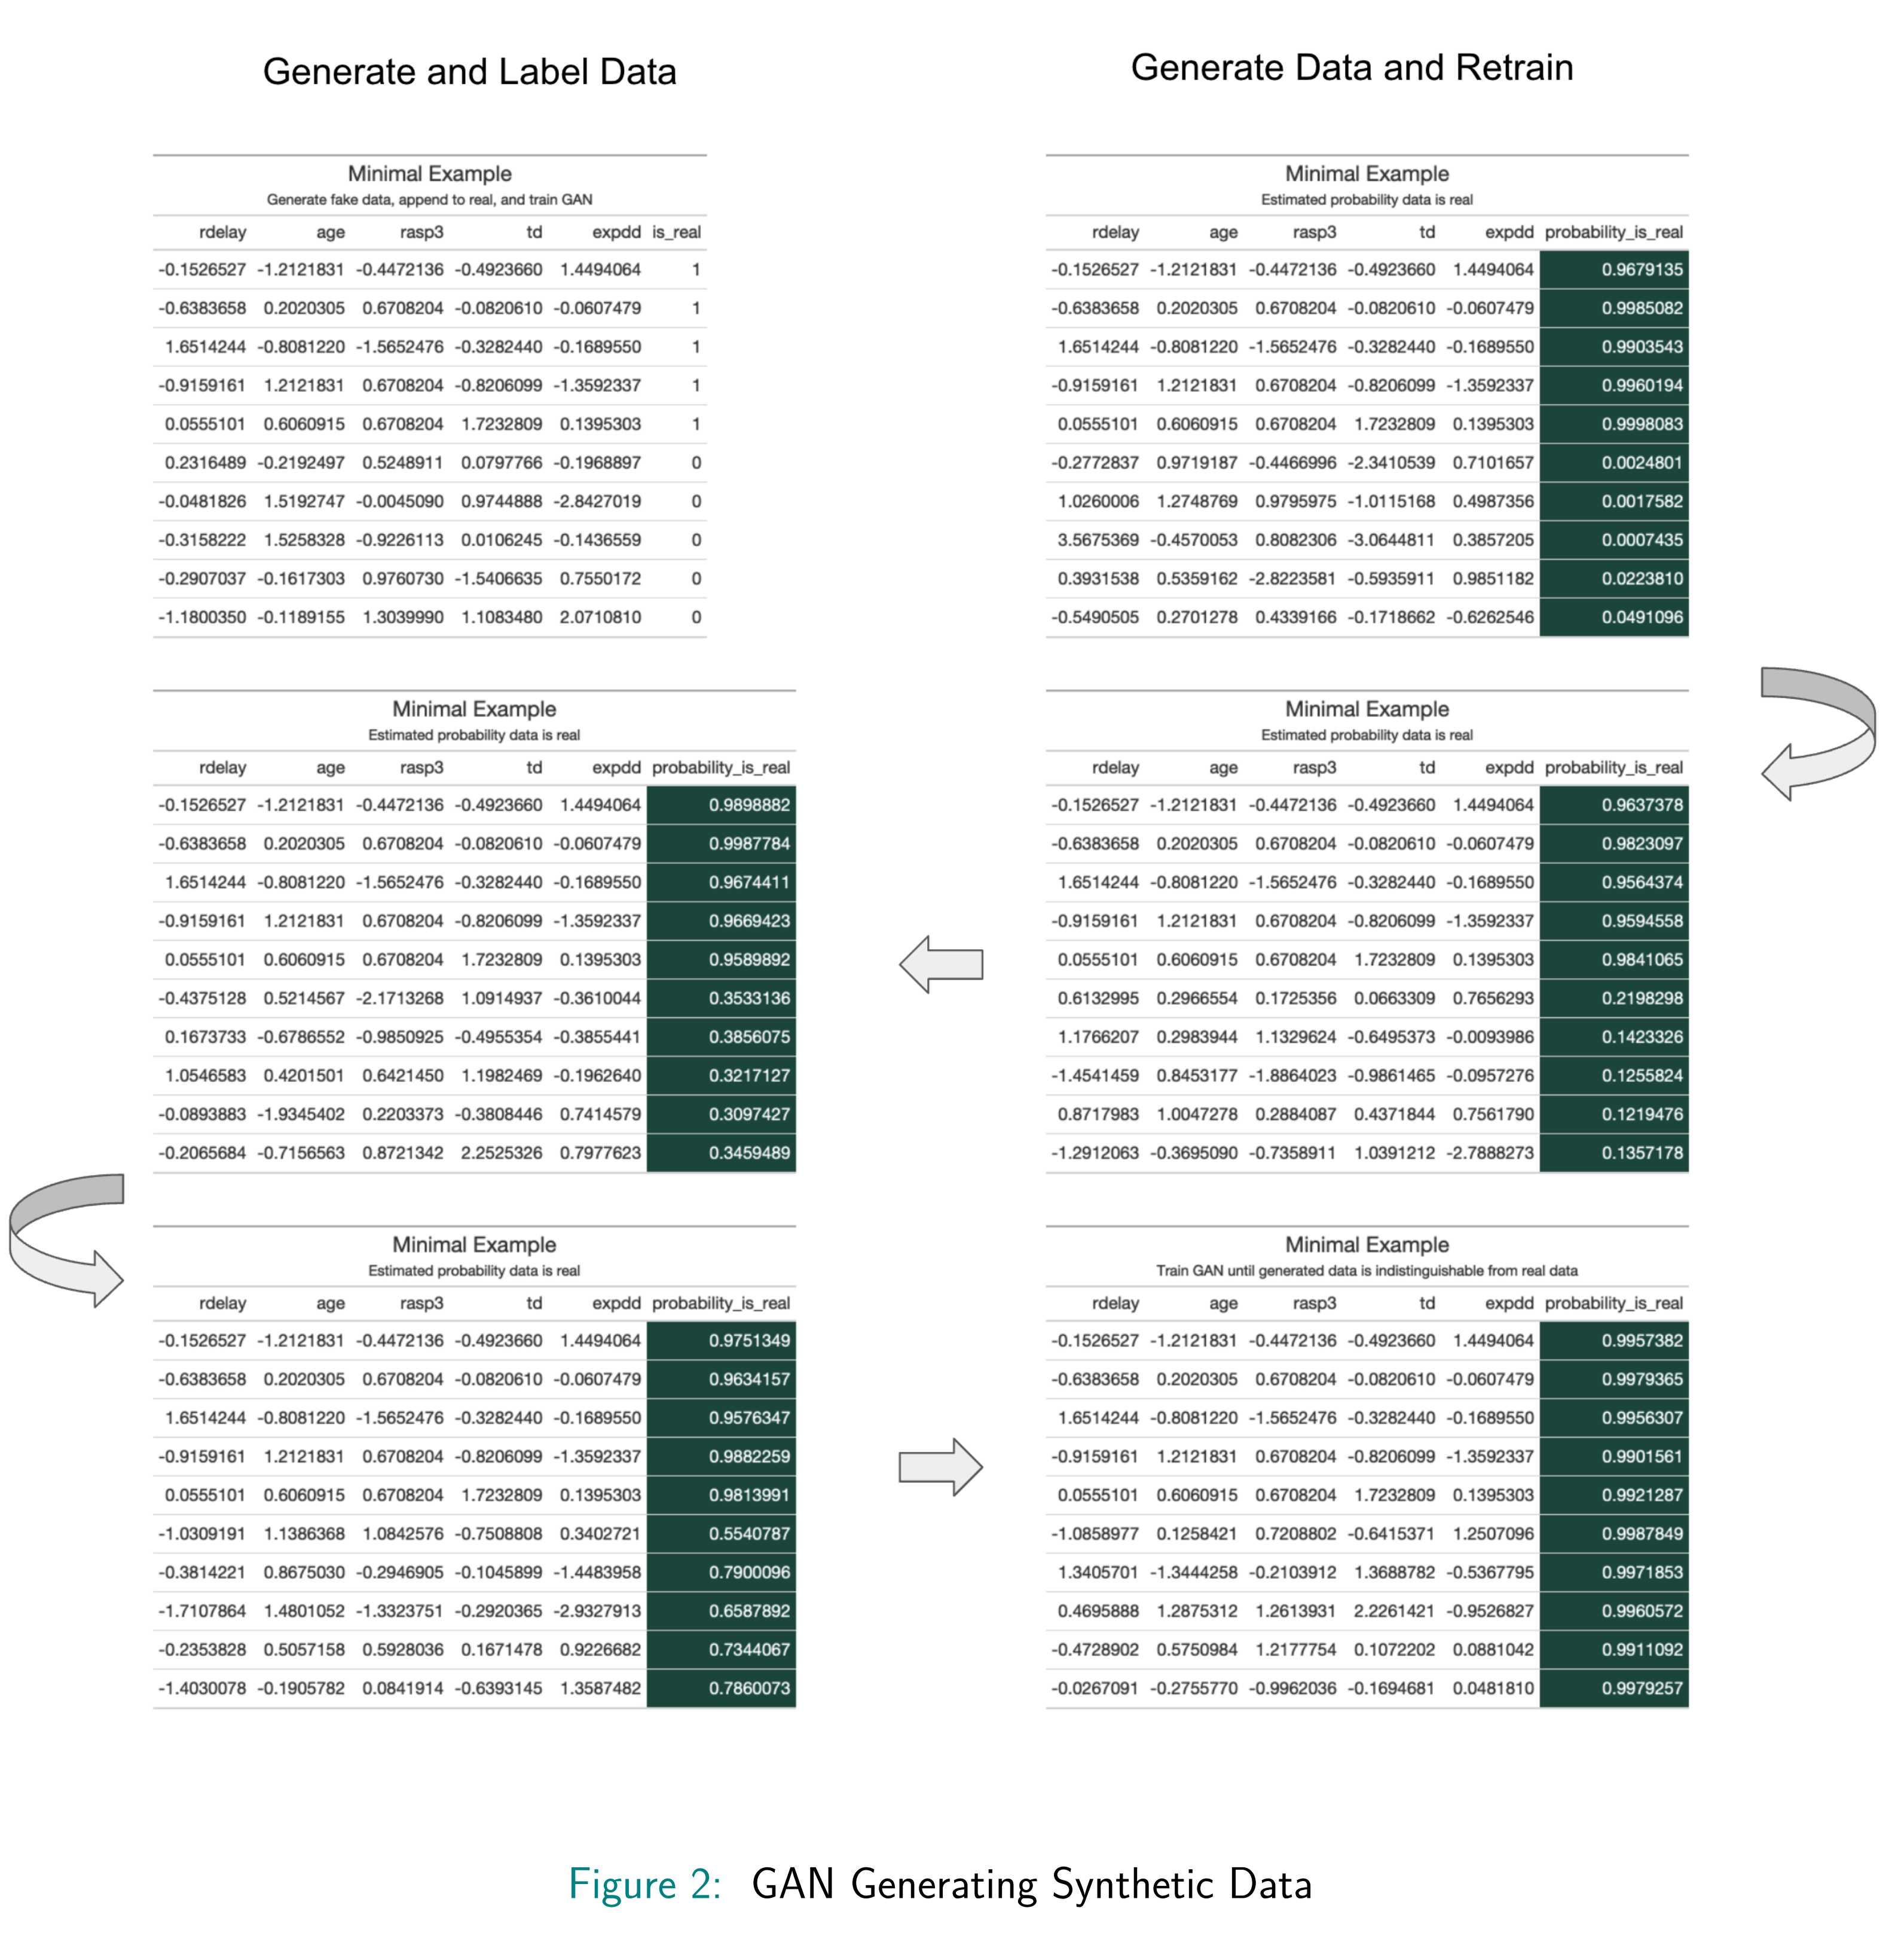 Generate and Label Data
Generate Data and Retrain
Minimal Example
Generate fake data, append to real, and train GAN
rdelay age rasp3 td expdd is_real
-0.1526527 -1.2121831 -0.4472136 -0.4923660 1.4494064 1
-0.6383658 0.2020305 0.6708204 -0.0820610 -0.0607479 1
1.6514244 -0.8081220 -1.5652476 -0.3282440 -0.1689550 1
-0.9159161 1.2121831 0.6708204 -0.8206099 -1.3592337 1
0.0555101 0.6060915 0.6708204 1.7232809 0.1395303 1
0.2316489 -0.2192497 0.5248911 0.0797766 -0.1968897 0
-0.0481826 1.5192747 -0.0045090 0.9744888 -2.8427019 0
-0.3158222 1.5258328 -0.9226113 0.0106245 -0.1436559 0
-0.2907037 -0.1617303 0.9760730 -1.5406635 0.7550172 0
-1.1800350 -0.1189155 1.3039990 1.1083480 2.0710810 0
Minimal Example
Estimated probability data is real
rdelay age rasp3 td expdd probability_is_real
-0.1526527 -1.2121831 -0.4472136 -0.4923660 1.4494064 0.9679135
-0.6383658 0.2020305 0.6708204 -0.0820610 -0.0607479 0.9985082
1.6514244 -0.8081220 -1.5652476 -0.3282440 -0.1689550 0.9903543
-0.9159161 1.2121831 0.6708204 -0.8206099 -1.3592337 0.9960194
0.0555101 0.6060915 0.6708204 1.7232809 0.1395303 0.9998083
-0.2772837 0.9719187 -0.4466996 -2.3410539 0.7101657 0.0024801
1.0260006 1.2748769 0.9795975 -1.0115168 0.4987356 0.0017582
3.5675369 -0.4570053 0.8082306 -3.0644811 0.3857205 0.0007435
0.3931538 0.5359162 -2.8223581 -0.5935911 0.9851182 0.0223810
-0.5490505 0.2701278 0.4339166 -0.1718662 -0.6262546 0.0491096
Minimal Example
Estimated probability data is real
rdelay age rasp3 td expdd probability_is_real
-0.1526527 -1.2121831 -0.4472136 -0.4923660 1.4494064 0.9898882
-0.6383658 0.2020305 0.6708204 -0.0820610 -0.0607479 0.9987784
1.6514244 -0.8081220 -1.5652476 -0.3282440 -0.1689550 0.9674411
-0.9159161 1.2121831 0.6708204 -0.8206099 -1.3592337 0.9669423
0.0555101 0.6060915 0.6708204 1.7232809 0.1395303 0.9589892
-0.4375128 0.5214567 -2.1713268 1.0914937 -0.3610044 0.3533136
0.1673733 -0.6786552 -0.9850925 -0.4955354 -0.3855441 0.3856075
1.0546583 0.4201501 0.6421450 1.1982469 -0.1962640 0.3217127
-0.0893883 -1.9345402 0.2203373 -0.3808446 0.7414579 0.3097427
-0.2065684 -0.7156563 0.8721342 2.2525326 0.7977623 0.3459489
Minimal Example
Estimated probability data is real
rdelay age rasp3 td expdd probability_is_real
-0.1526527 -1.2121831 -0.4472136 -0.4923660 1.4494064 0.9637378
-0.6383658 0.2020305 0.6708204 -0.0820610 -0.0607479 0.9823097
1.6514244 -0.8081220 -1.5652476 -0.3282440 -0.1689550 0.9564374
-0.9159161 1.2121831 0.6708204 -0.8206099 -1.3592337 0.9594558
0.0555101 0.6060915 0.6708204 1.7232809 0.1395303 0.9841065
0.6132995 0.2966554 0.1725356 0.0663309 0.7656293 0.2198298
1.1766207 0.2983944 1.1329624 -0.6495373 -0.0093986 0.1423326
-1.4541459 0.8453177 -1.8864023 -0.9861465 -0.0957276 0.1255824
0.8717983 1.0047278 0.2884087 0.4371844 0.7561790 0.1219476
-1.2912063 -0.3695090 -0.7358911 1.0391212 -2.7888273 0.1357178
Minimal Example
Estimated probability data is real
rdelay age rasp3 td expdd probability_is_real
-0.1526527 -1.2121831 -0.4472136 -0.4923660 1.4494064 0.9751349
-0.6383658 0.2020305 0.6708204 -0.0820610 -0.0607479 0.9634157
1.6514244 -0.8081220 -1.5652476 -0.3282440 -0.1689550 0.9576347
-0.9159161 1.2121831 0.6708204 -0.8206099 -1.3592337 0.9882259
0.0555101 0.6060915 0.6708204 1.7232809 0.1395303 0.9813991
-1.0309191 1.1386368 1.0842576 -0.7508808 0.3402721 0.5540787
-0.3814221 0.8675030 -0.2946905 -0.1045899 -1.4483958 0.7900096
-1.7107864 1.4801052 -1.3323751 -0.2920365 -2.9327913 0.6587892
-0.2353828 0.5057158 0.5928036 0.1671478 0.9226682 0.7344067
-1.4030078 -0.1905782 0.0841914 -0.6393145 1.3587482 0.7860073
Minimal Example
Train GAN until generated data is indistinguishable from real data
rdelay age rasp3 td expdd probability_is_real
-0.1526527 -1.2121831 -0.4472136 -0.4923660 1.4494064 0.9957382
-0.6383658 0.2020305 0.6708204 -0.0820610 -0.0607479 0.9979365
1.6514244 -0.8081220 -1.5652476 -0.3282440 -0.1689550 0.9956307
-0.9159161 1.2121831 0.6708204 -0.8206099 -1.3592337 0.9901561
0.0555101 0.6060915 0.6708204 1.7232809 0.1395303 0.9921287
-1.0858977 0.1258421 0.7208802 -0.6415371 1.2507096 0.9987849
1.3405701 -1.3444258 -0.2103912 1.3688782 -0.5367795 0.9971853
0.4695888 1.2875312 1.2613931 2.2261421 -0.9526827 0.9960572
-0.4728902 0.5750984 1.2177754 0.1072202 0.0881042 0.9911092
-0.0267091 -0.2755770 -0.9962036 -0.1694681 0.0481810 0.9979257
Figure 2: GAN Generating Synthetic Data